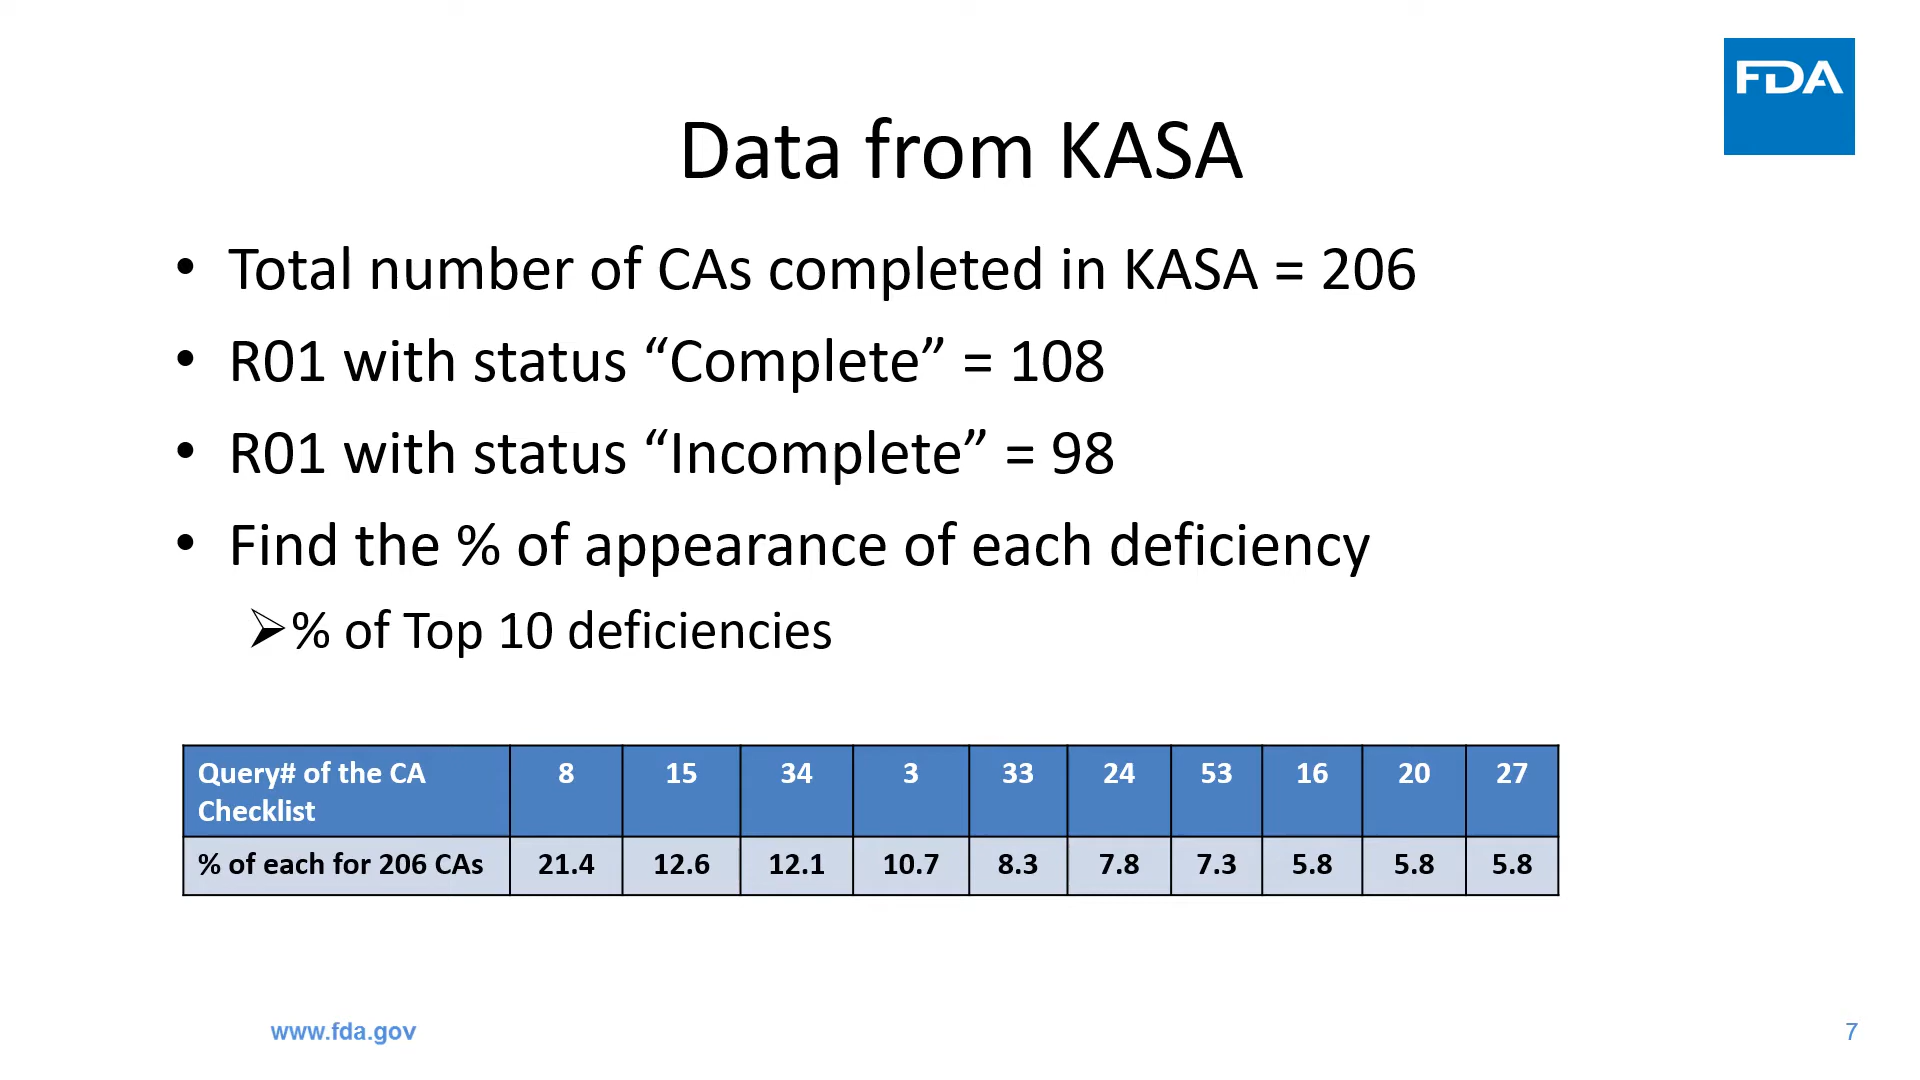 FDA
Data from KASA
• Total number of CAs completed in KASA = 206
• R01 with status “Complete” = 108
• R01 with status “Incomplete” = 98
• Find the % of appearance of each deficiency
➢% of Top 10 deficiencies
Query# of the CA Checklist 8 15 34 3 33 24 53 16 20 27
% of each for 206 CAs 21.4 12.6 12.1 10.7 8.3 7.8 7.3 5.8 5.8 5.8
www.fda.gov
7